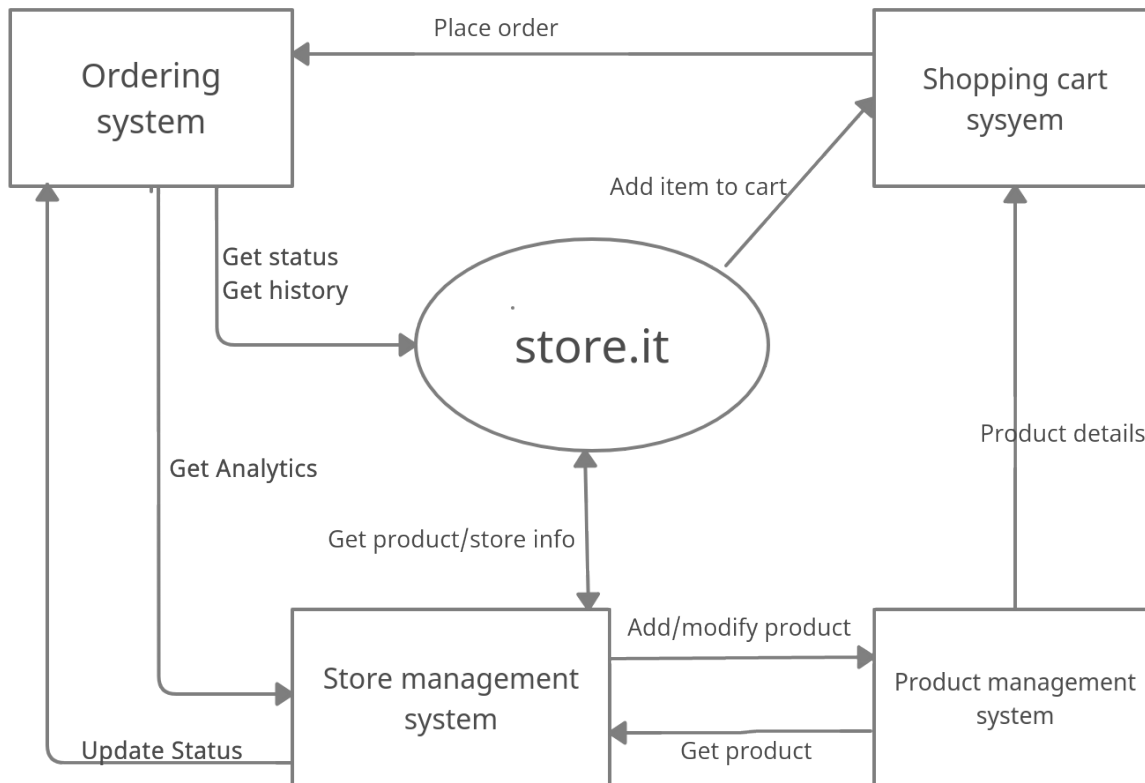 Place order
Ordering
system
Shopping cart
sysyem
Add item to cart
Get status
Get history
store.it
Product details
Get Analytics
Get product/store info
Add/modify product
Store management
system
Product management
system
Update Status
Get product